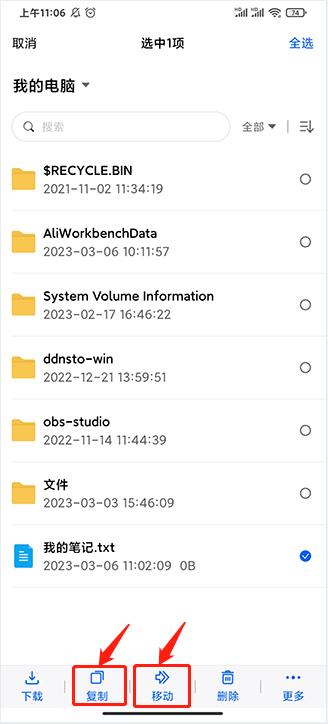 上午11:06
74
取消
选中1项
全选
我的电脑
搜索
全部
$RECYCLE.BIN
2021-11-02 11:34:19
AliWorkbenchData
2023-03-06 10:11:57
System Volume Information
2023-02-17 16:46:22
ddnsto-win
2022-12-21 13:59:51
obs-studio
2022-11-14 11:44:39
文件
2023-03-03 15:46:09
我的笔记.txt
2023-03-06 11:02:09 0B
下载
复制
移动
删除
更多